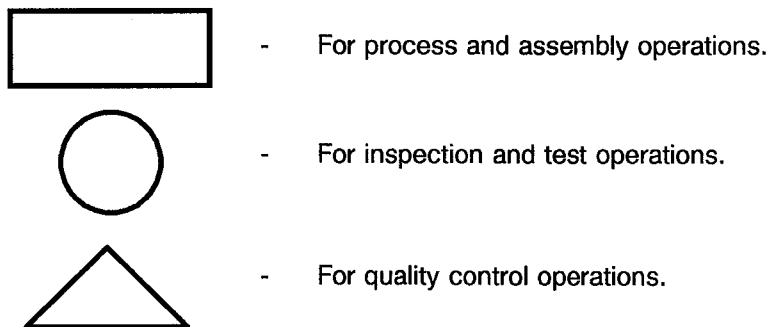 - For process and assembly operations.
- For inspection and test operations.
- For quality control operations.